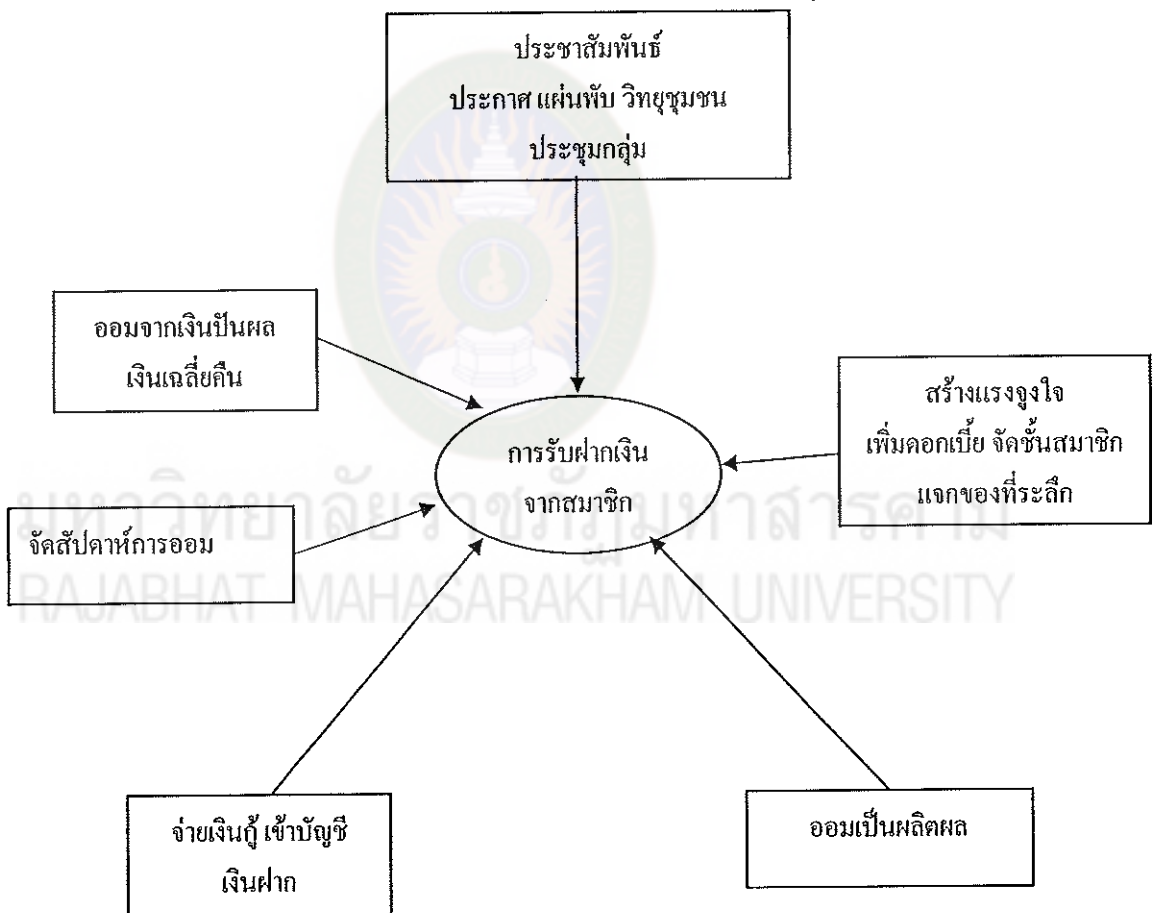 ประชาสัมพันธ์
ประกาศ แผ่นพับ วิทยุชุมชน
ประชุมกลุ่ม
ออมจากเงินปันผล
เงินเฉลี่ยคืน
การรับฝากเงิน
จากสมาชิก
สร้างแรงจูงใจ
เพิ่มดอกเบี้ย จัดชั้นสมาชิก
แจกของที่ระลึก
จัดสัปดาห์การออม
มหาวิทยาลัยราชภัฏมหาสารคาม
RAJABHAT MAHASARAKHAM UNIVERSITY
จ่ายเงินกู้ เข้าบัญชี
เงินฝาก
ออมเป็นผลิตผล